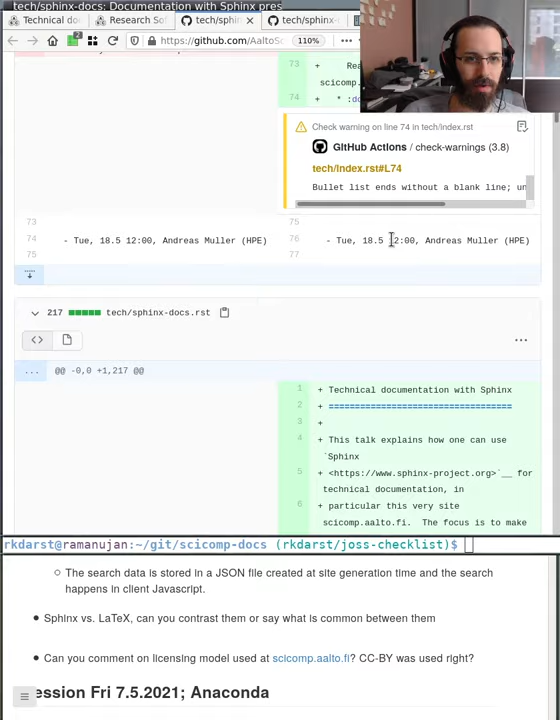 tech/sphinx-docs: Documentation with Sphinx pres
Technical do
Research So
tech/sphin
tech/sphinx-
https://github.com/AaltoSc
110%
73 + Rea
scicomp.
74 + * :do
Check warning on line 74 in tech/index.rst
GitHub Actions / check-warnings (3.8)
tech/index.rst#L74
Bullet list ends without a blank line; un
73 75
74 - Tue, 18.5 12:00, Andreas Muller (HPE) 76 - Tue, 18.5 12:00, Andreas Muller (HPE)
75 77
217 tech/sphinx-docs.rst
... @@ -0,0 +1,217 @@
1 + Technical documentation with Sphinx
2 + ===================================
3 +
4 + This talk explains how one can use
`Sphinx
5 + <https://www.sphinx-project.org>`__ for
technical documentation, in
6 + particular this very site
scicomp.aalto.fi. The focus is to make
rkdarst@ramanujan:~/git/scicomp-docs (rkdarst/joss-checklist)$
The search data is stored in a JSON file created at site generation time and the search
happens in client Javascript.
Sphinx vs. LaTeX, can you contrast them or say what is common between them
Can you comment on licensing model used at scicomp.aalto.fi? CC-BY was used right?
ession Fri 7.5.2021; Anaconda